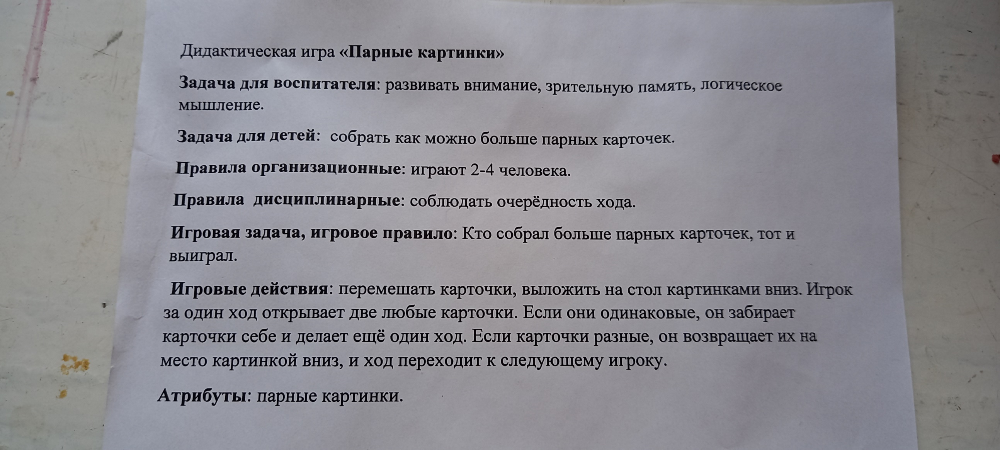 Дидактическая игра «Парные картинки»
Задача для воспитателя: развивать внимание, зрительную память, логическое
мышление.
Задача для детей: собрать как можно больше парных карточек.
Правила организационные: играют 2-4 человека.
Правила дисциплинарные: соблюдать очерёдность хода.
Игровая задача, игровое правило: Кто собрал больше парных карточек, тот и
выиграл.
Игровые действия: перемешать карточки, выложить на стол картинками вниз. Игрок
за один ход открывает две любые карточки. Если они одинаковые, он забирает
карточки себе и делает ещё один ход. Если карточки разные, он возвращает их на
место картинкой вниз, и ход переходит к следующему игроку.
Атрибуты: парные картинки.